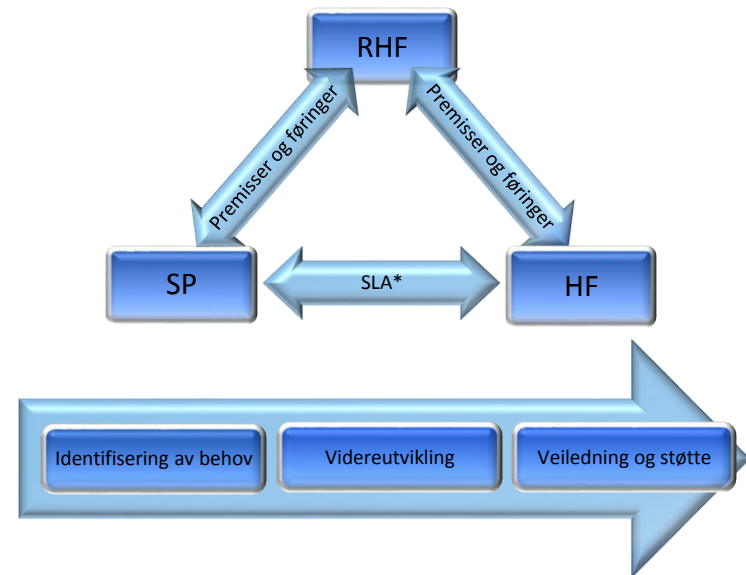 RHF
Premisser og føringer
Premisser og føringer
SP
SLA*
HF
Identifisering av behov
Videreutvikling
Veiledning og støtte